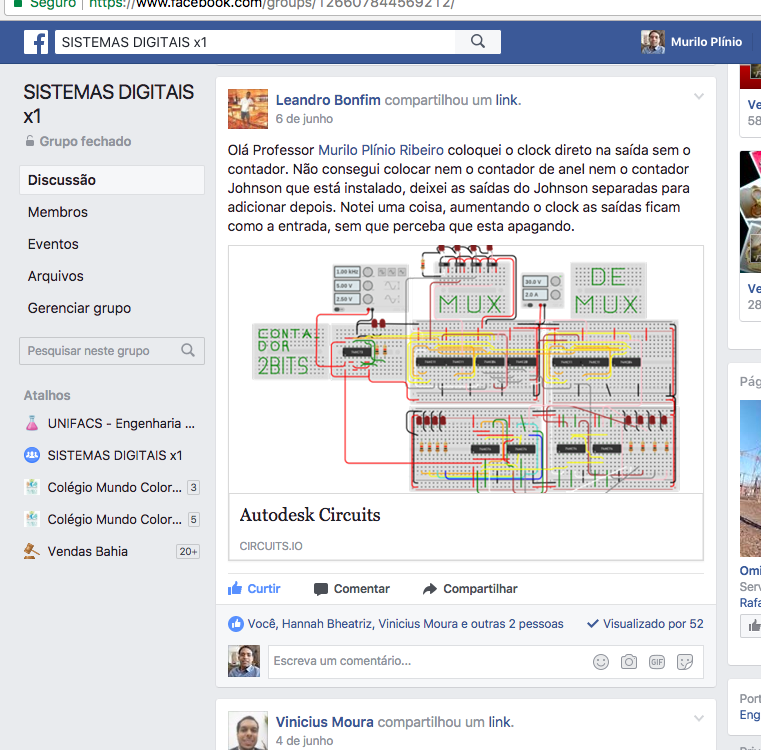 Seguro
https://www.facebook.com/groups/126607844569212/
SISTEMAS DIGITAIS x1
Murilo Plínio
SISTEMAS DIGITAIS
x1
Grupo fechado
Discussão
Membros
Eventos
Arquivos
Gerenciar grupo
Pesquisar neste grupo
Atalhos
UNIFACS - Engenharia ...
SISTEMAS DIGITAIS x1
Colégio Mundo Color... 3
Colégio Mundo Color... 5
Vendas Bahia 20+
Leandro Bonfim compartilhou um link.
6 de junho
Olá Professor Murilo Plínio Ribeiro coloquei o clock direto na saída sem o
contador. Não consegui colocar nem o contador de anel nem o contador
Johnson que está instalado, deixei as saídas do Johnson separadas para
adicionar depois. Notei uma coisa, aumentando o clock as saídas ficam
como a entrada, sem que perceba que esta apagando.
1.00 kHz
5.00 V
2.50 V
MUX
30.0 V
2.0 A
DE
MUX
CONTA
DOR
2BITS
Autodesk Circuits
CIRCUITS.IO
Curtir
Comentar
Compartilhar
Você, Hannah Bheatriz, Vinicius Moura e outras 2 pessoas
Visualizado por 52
Escreva um comentário...
GIF
Vinicius Moura compartilhou um link.
4 de junho
Ve
58
Ve
28
Pág
Omi
Serv
Rafa
Port
Eng